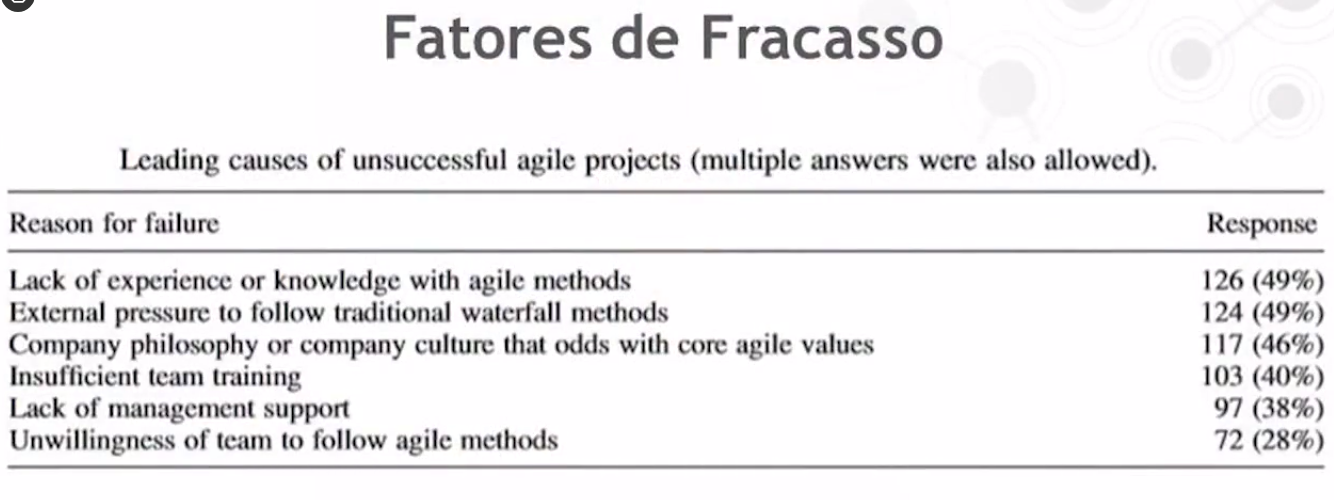 Fatores de Fracasso
Leading causes of unsuccessful agile projects (multiple answers were also allowed).
Reason for failure Response
Lack of experience or knowledge with agile methods 126 (49%)
External pressure to follow traditional waterfall methods 124 (49%)
Company philosophy or company culture that odds with core agile values 117 (46%)
Insufficient team training 103 (40%)
Lack of management support 97 (38%)
Unwillingness of team to follow agile methods 72 (28%)